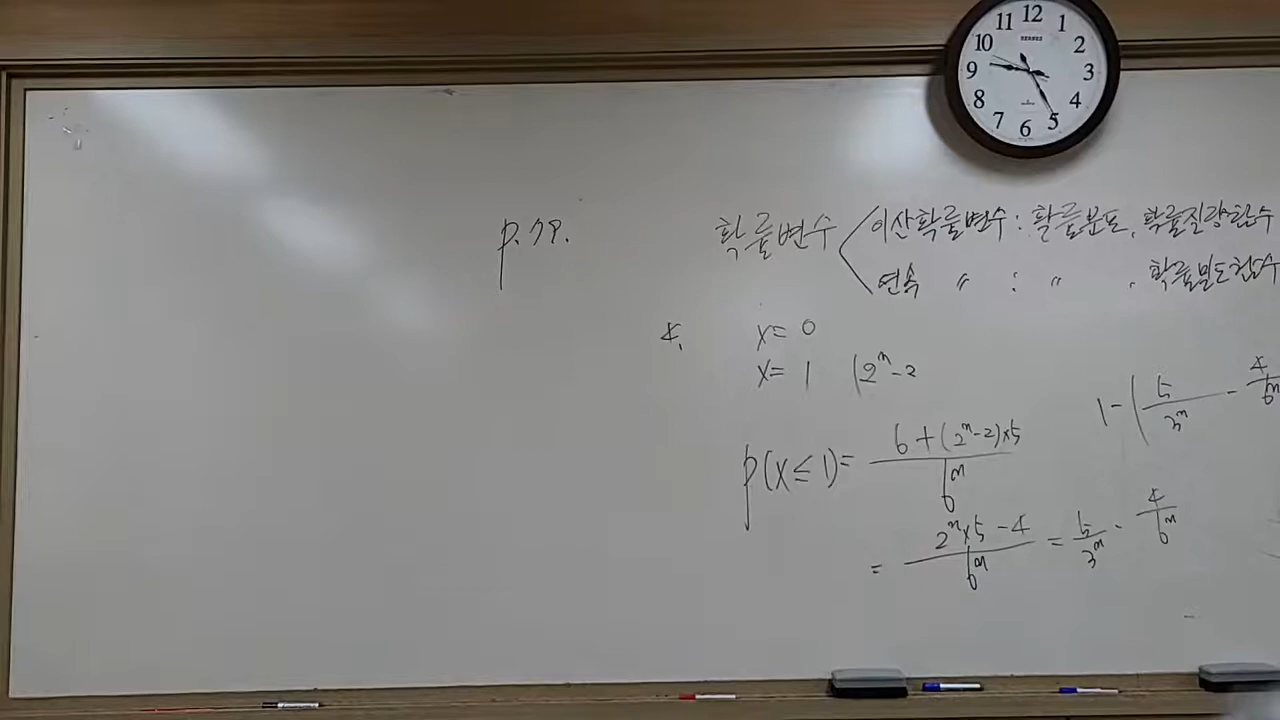 p.
확률변수 이산확률변수 : 확률분포, 확률질량함수
연속 〃 : 〃 , 확률밀도함수
4. x = 0
x = 1 (2ⁿ-2
P(X ≤ 1) = 6+(2ⁿ-2)×5 / 6ⁿ
= 2ⁿ×5 - 4 / 6ⁿ = 5/3ⁿ - 4/6ⁿ
1-(5/3ⁿ - 4/6ⁿ
12 1 2 3 4 5 6 7 8 9 10 11